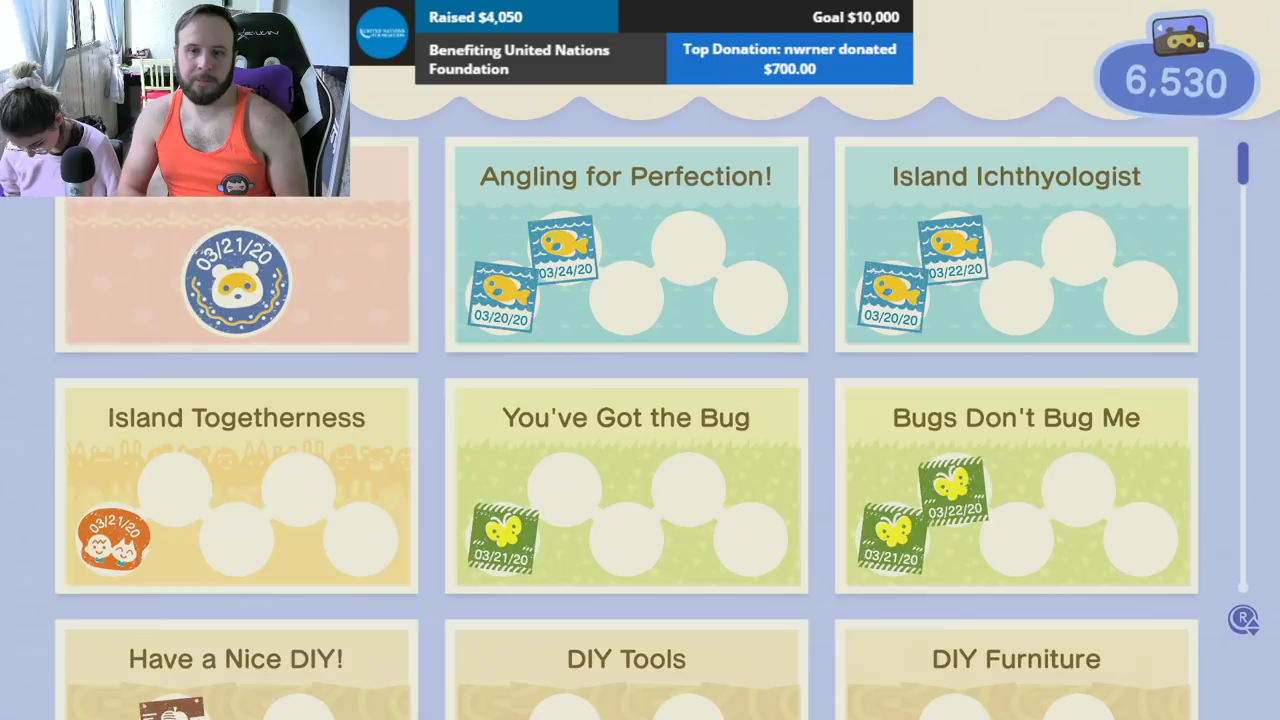 UNITED NATIONS
FOUNDATION
Raised $4,050
Goal $10,000
Benefiting United Nations
Foundation
Top Donation: nwrner donated
$700.00
6,530
03/21/20
Angling for Perfection!
03/20/20
03/24/20
Island Ichthyologist
03/20/20
03/22/20
Island Togetherness
03/21/20
You've Got the Bug
03/21/20
Bugs Don't Bug Me
03/21/20
03/22/20
R
Have a Nice DIY!
DIY Tools
DIY Furniture